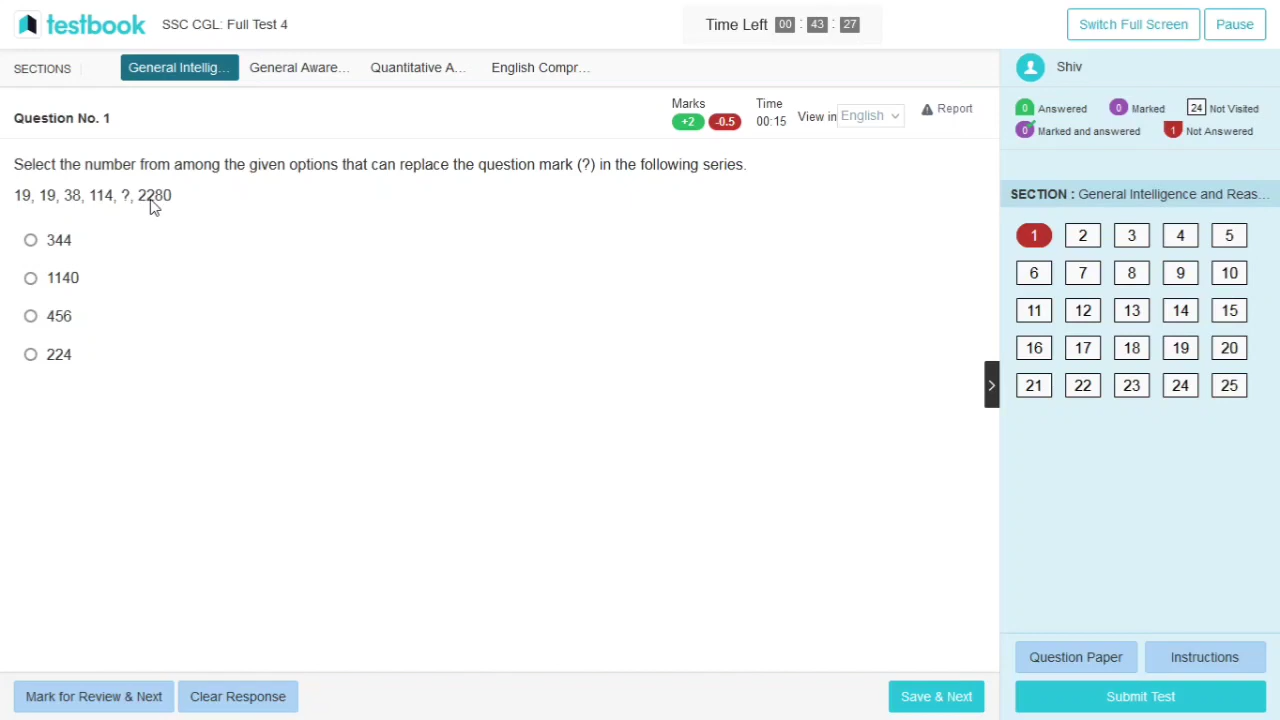 testbook SSC CGL: Full Test 4 Time Left 00 : 43 : 27 Switch Full Screen Pause
SECTIONS General Intellig... General Aware... Quantitative A... English Compr... Shiv
Question No. 1 Marks +2 -0.5 Time 00:15 View in English Report
0 Answered 0 Marked 24 Not Visited
0 Marked and answered 1 Not Answered
Select the number from among the given options that can replace the question mark (?) in the following series.
19, 19, 38, 114, ?, 2280
344
1140
456
224
SECTION : General Intelligence and Reas...
1 2 3 4 5
6 7 8 9 10
11 12 13 14 15
16 17 18 19 20
21 22 23 24 25
Question Paper Instructions
Mark for Review & Next Clear Response Save & Next Submit Test